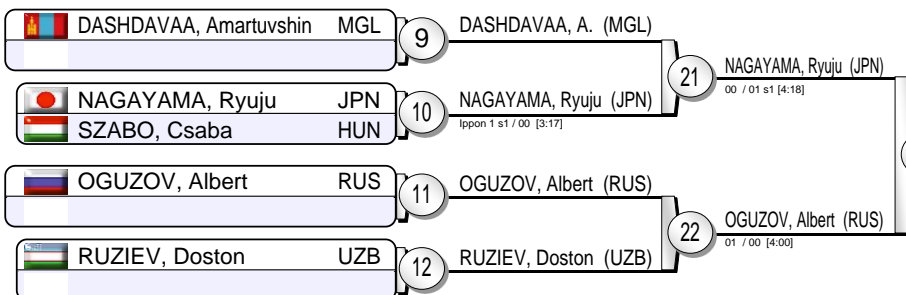 DASHDAVAA, Amartuvshin MGL
9
DASHDAVAA, A. (MGL)
21
NAGAYAMA, Ryuju (JPN)
00 / 01 s1 [4:18]
NAGAYAMA, Ryuju JPN
SZABO, Csaba HUN
10
NAGAYAMA, Ryuju (JPN)
Ippon 1 s1 / 00 [3:17]
OGUZOV, Albert RUS
11
OGUZOV, Albert (RUS)
22
OGUZOV, Albert (RUS)
01 / 00 [4:00]
RUZIEV, Doston UZB
12
RUZIEV, Doston (UZB)